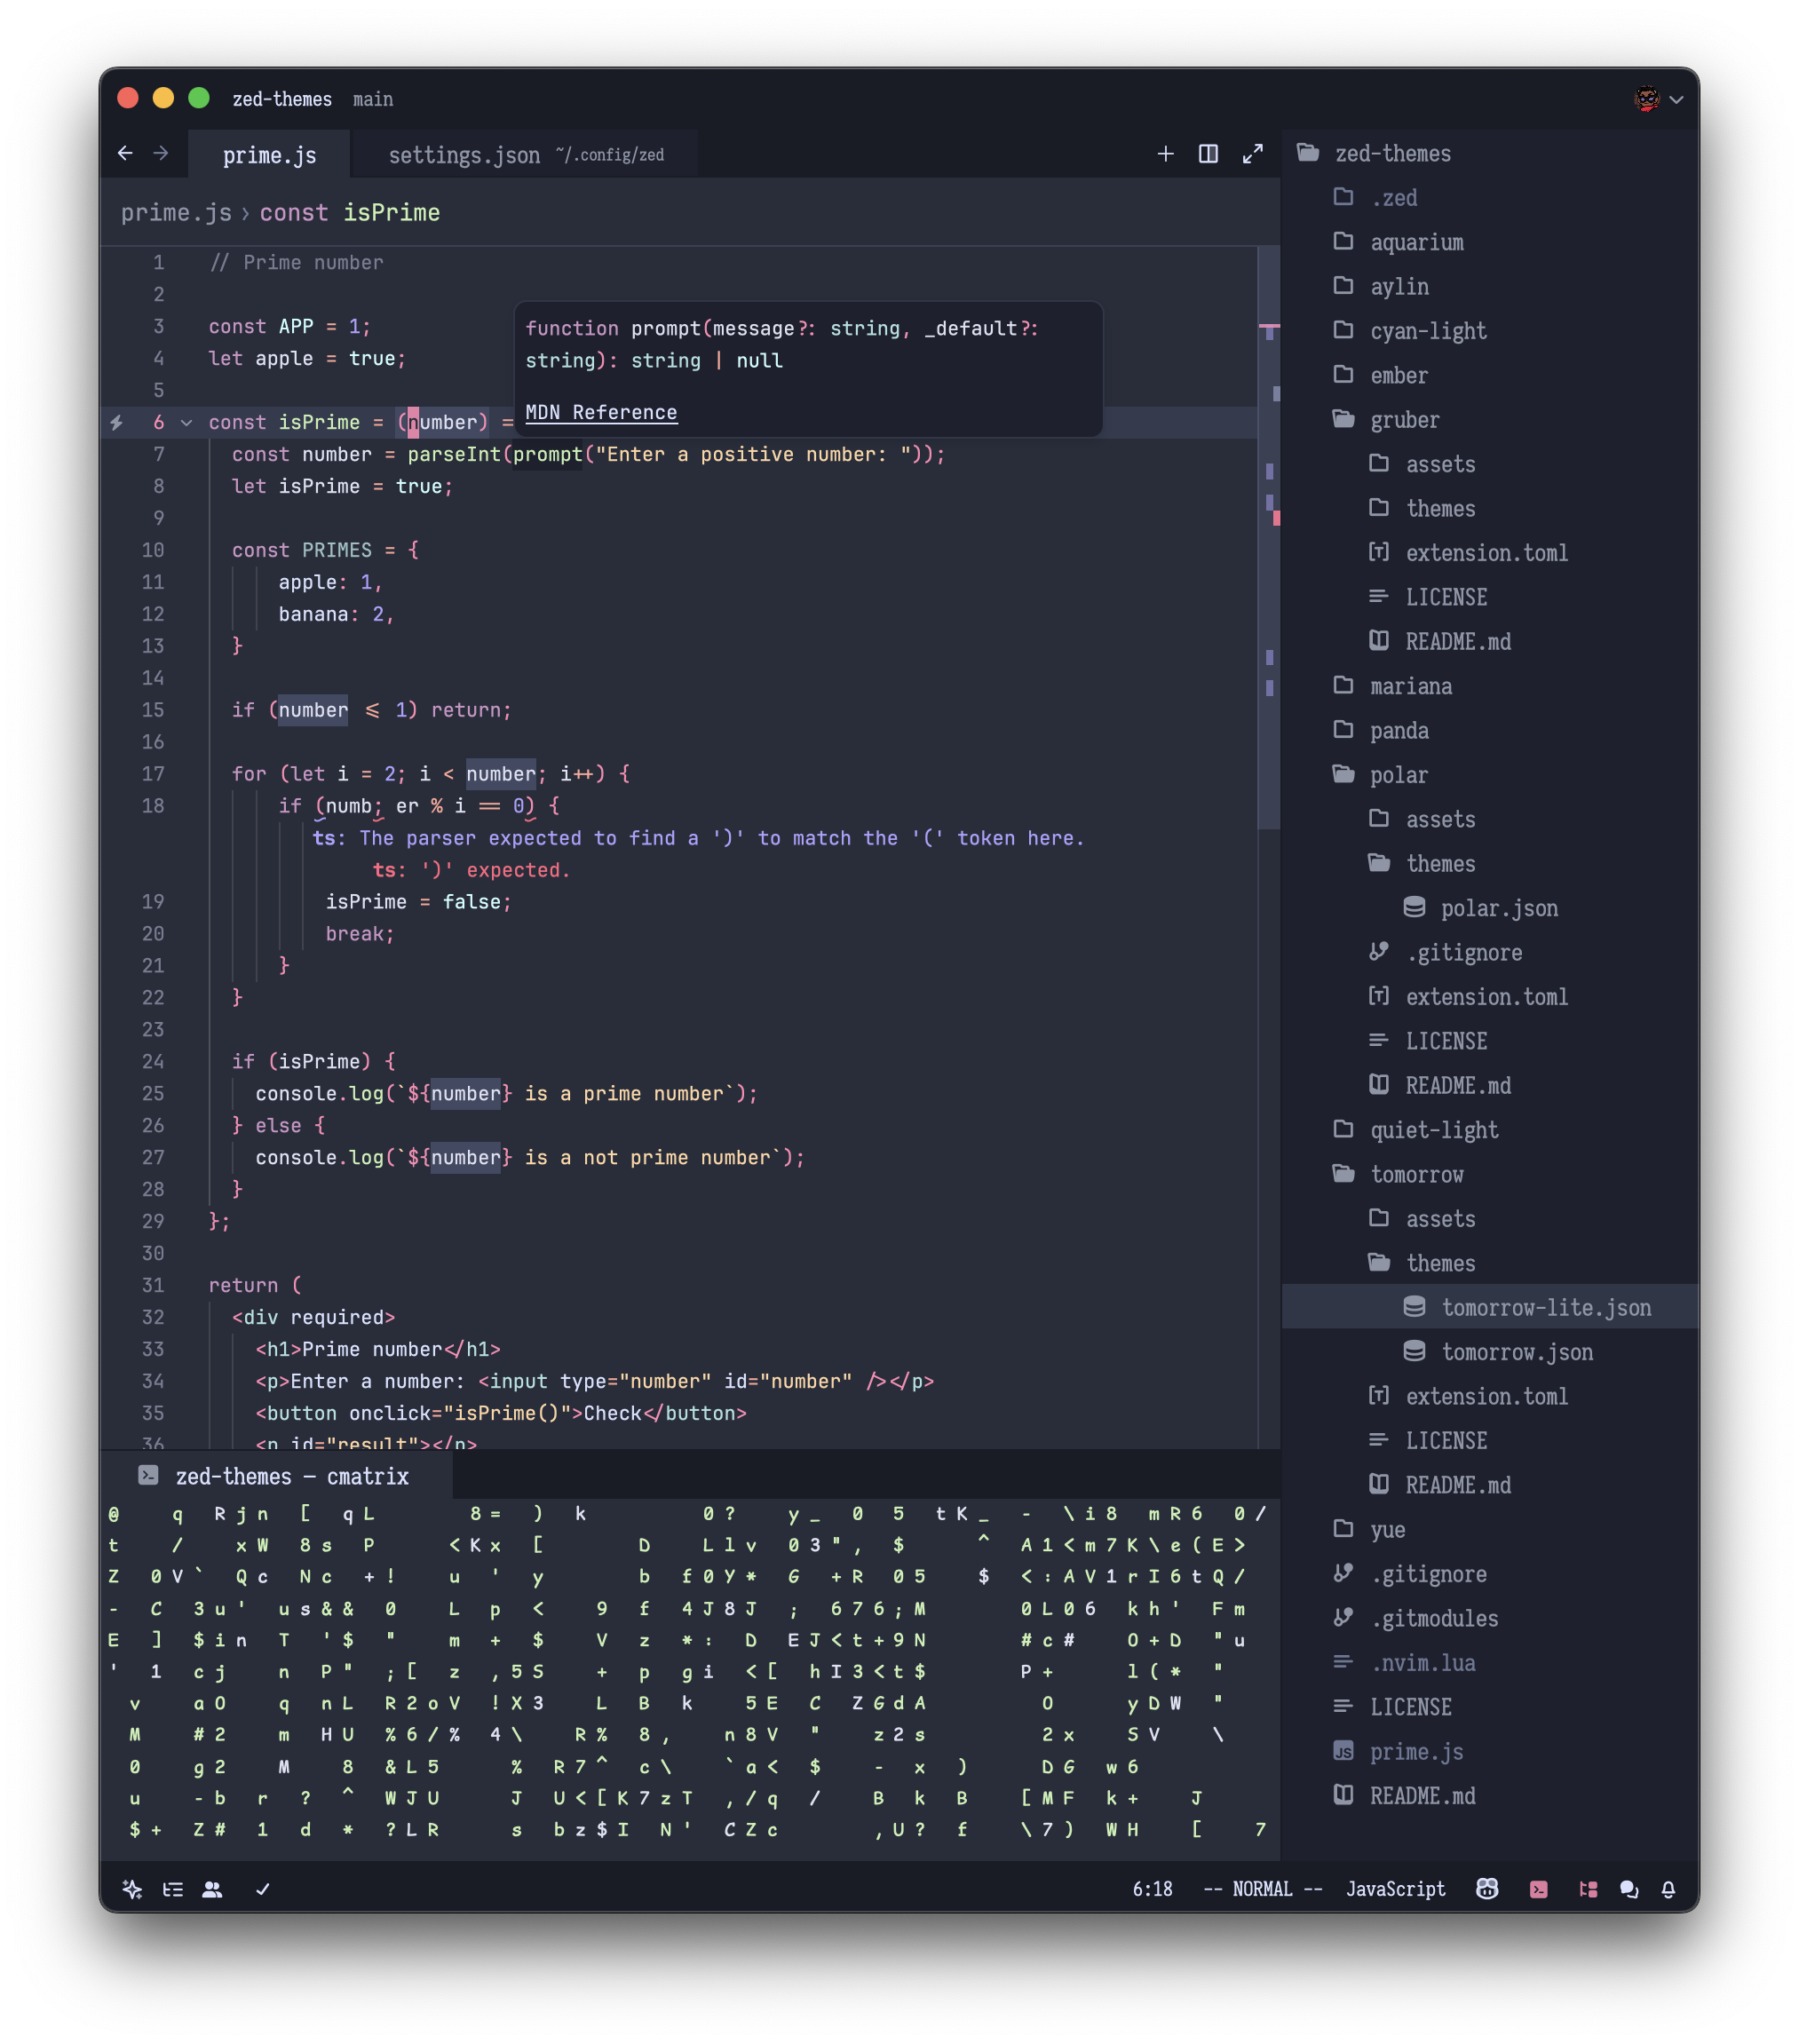 zed-themes main
prime.js
settings.json ~/.config/zed
prime.js › const isPrime
1 // Prime number
2
3 const APP = 1;
4 let apple = true;
5
6 const isPrime = (number) =
function prompt(message?: string, _default?:
string): string | null
MDN Reference
7 const number = parseInt(prompt("Enter a positive number: "));
8 let isPrime = true;
9
10 const PRIMES = {
11 apple: 1,
12 banana: 2,
13 }
14
15 if (number <= 1) return;
16
17 for (let i = 2; i < number; i++) {
18 if (numb; er % i == 0) {
ts: The parser expected to find a ')' to match the '(' token here.
ts: ')' expected.
19 isPrime = false;
20 break;
21 }
22 }
23
24 if (isPrime) {
25 console.log(`${number} is a prime number`);
26 } else {
27 console.log(`${number} is a not prime number`);
28 }
29 };
30
31 return (
32 <div required>
33 <h1>Prime number</h1>
34 <p>Enter a number: <input type="number" id="number" /></p>
35 <button onclick="isPrime()">Check</button>
36 <p id="result"></p>
zed-themes — cmatrix
@ q R j n [ q L 8 = ) k 0 ? y _ 0 5 t K _ - \ i 8 m R 6 0 /
t / x W 8 s P < K x [ D L l v 0 3 " , $ ^ A 1 < m 7 K \ e ( E >
Z 0 V ` Q c N c + ! u ' y b f 0 Y * G + R 0 5 $ < : A V 1 r I 6 t Q /
- C 3 u ' u s & & 0 L p < 9 f 4 J 8 J ; 6 7 6 ; M 0 L 0 6 k h ' F m
E ] $ i n T ' $ " m + $ V z * : D E J < t + 9 N # c # O + D " u
' 1 c j n P " ; [ z , 5 S + p g i < [ h I 3 < t $ P + l ( * "
v a O q n L R 2 o V ! X 3 L B k 5 E C Z G d A O y D W "
M # 2 m H U % 6 / % 4 \ R % 8 , n 8 V " z 2 s 2 x S V \
0 g 2 M 8 & L 5 % R 7 ^ c \ ` a < $ - x ) D G w 6
u - b r ? ^ W J U J U < [ K 7 z T , / q / B k B [ M F k + J
$ + Z # 1 d * ? L R s b z $ I N ' C Z c , U ? f \ 7 ) W H [ 7
6:18 -- NORMAL -- JavaScript
zed-themes
.zed
aquarium
aylin
cyan-light
ember
gruber
assets
themes
extension.toml
LICENSE
README.md
mariana
panda
polar
assets
themes
polar.json
.gitignore
extension.toml
LICENSE
README.md
quiet-light
tomorrow
assets
themes
tomorrow-lite.json
tomorrow.json
extension.toml
LICENSE
README.md
yue
.gitignore
.gitmodules
.nvim.lua
LICENSE
JS prime.js
README.md